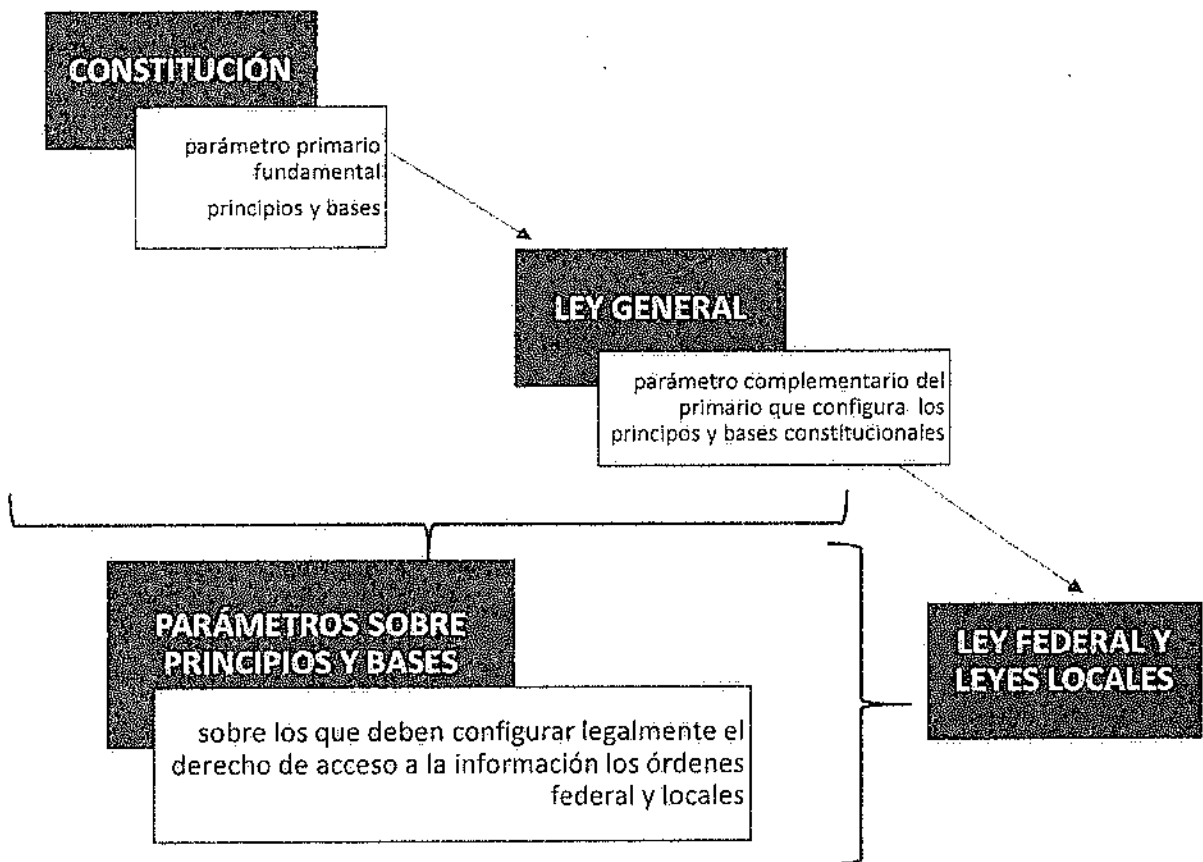 CONSTITUCIÓN
parámetro primario
fundamental
principios y bases
LEY GENERAL
parámetro complementario del
primario que configura los
principos y bases constitucionales
PARÁMETROS SOBRE
PRINCIPIOS Y BASES
sobre los que deben configurar legalmente el
derecho de acceso a la información los órdenes
federal y locales
LEY FEDERAL Y
LEYES LOCALES